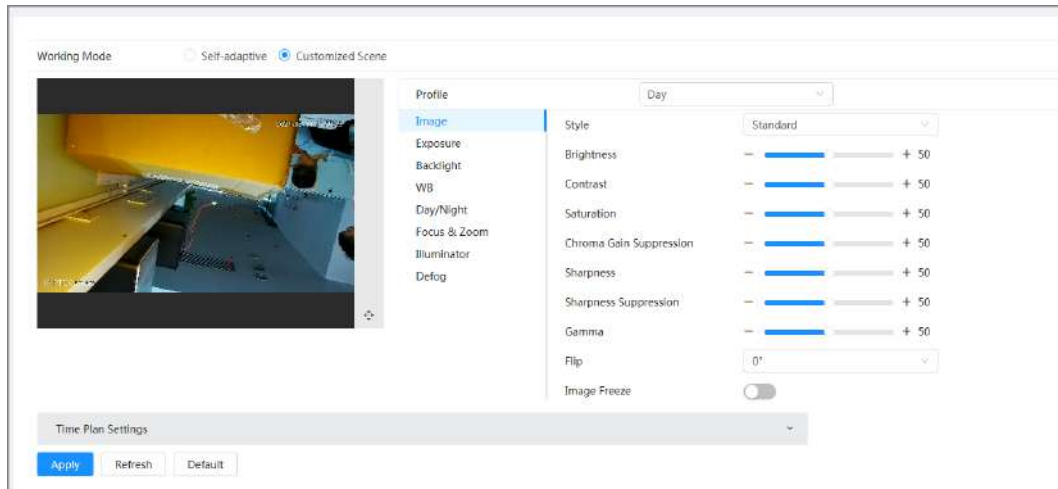 Working Mode Self-adaptive Customized Scene
Profile Day
Image
Exposure
Backlight
WB
Day/Night
Focus & Zoom
Illuminator
Defog
Style Standard
Brightness - + 50
Contrast - + 50
Saturation - + 50
Chroma Gain Suppression - + 50
Sharpness - + 50
Sharpness Suppression - + 50
Gamma - + 50
Flip 0°
Image Freeze
Time Plan Settings
Apply Refresh Default